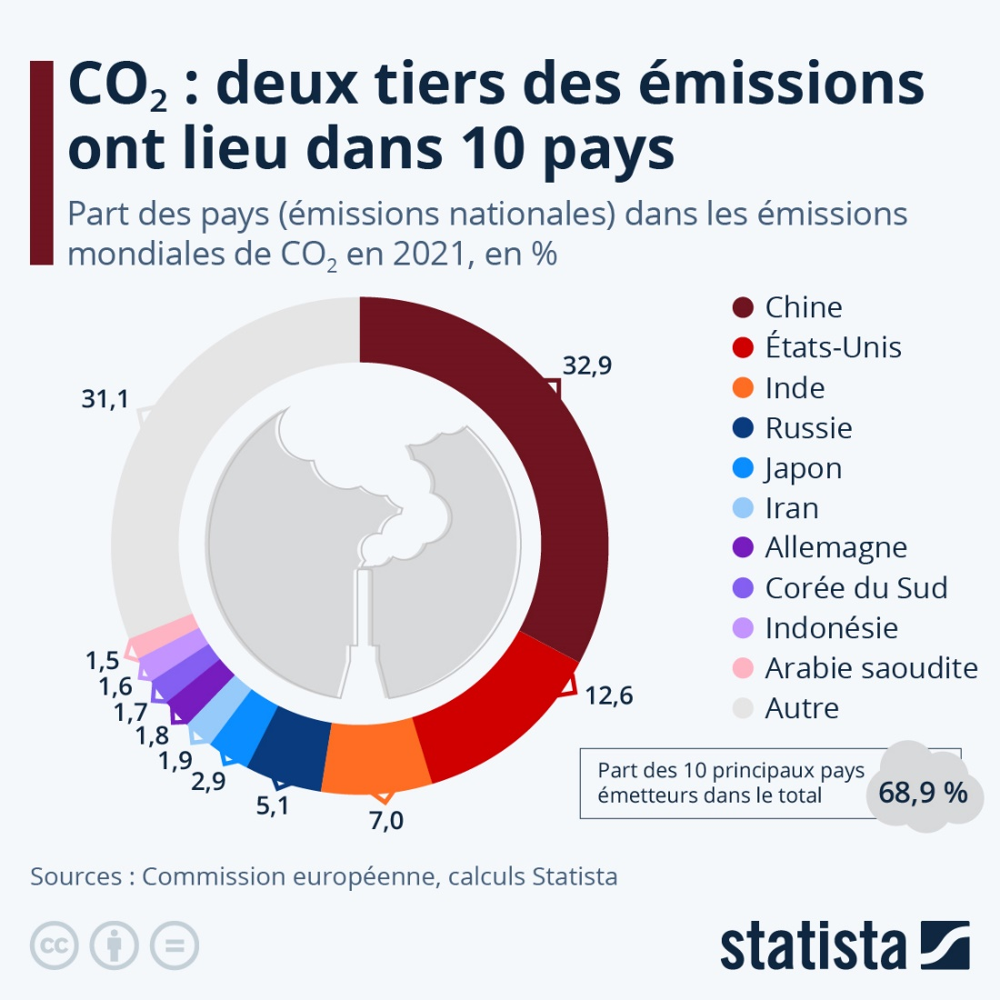 CO₂ : deux tiers des émissions
ont lieu dans 10 pays
Part des pays (émissions nationales) dans les émissions
mondiales de CO₂ en 2021, en %
32,9
12,6
7,0
5,1
2,9
1,9
1,8
1,7
1,6
1,5
31,1
Chine
États-Unis
Inde
Russie
Japon
Iran
Allemagne
Corée du Sud
Indonésie
Arabie saoudite
Autre
Part des 10 principaux pays
émetteurs dans le total
68,9 %
Sources : Commission européenne, calculs Statista
cc
statista